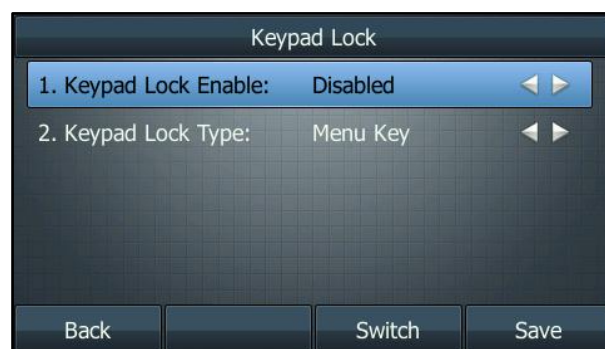 Keypad Lock
1. Keypad Lock Enable: Disabled
2. Keypad Lock Type: Menu Key
Back Switch Save